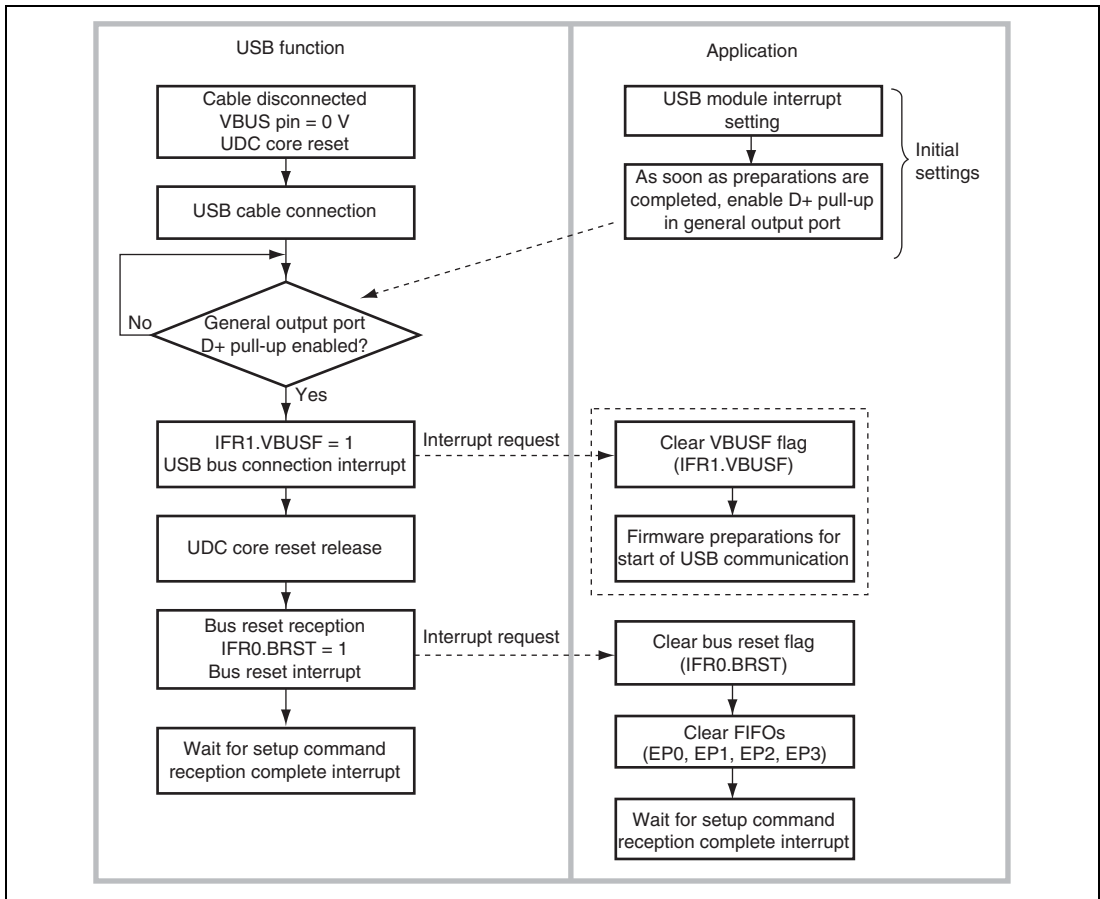 USB function
Cable disconnected
VBUS pin = 0 V
UDC core reset
USB cable connection
No
General output port
D+ pull-up enabled?
Yes
IFR1.VBUSF = 1
USB bus connection interrupt
Interrupt request
UDC core reset release
Bus reset reception
IFR0.BRST = 1
Bus reset interrupt
Interrupt request
Wait for setup command
reception complete interrupt
Application
USB module interrupt
setting
As soon as preparations are
completed, enable D+ pull-up
in general output port
Initial
settings
Clear VBUSF flag
(IFR1.VBUSF)
Firmware preparations for
start of USB communication
Clear bus reset flag
(IFR0.BRST)
Clear FIFOs
(EP0, EP1, EP2, EP3)
Wait for setup command
reception complete interrupt